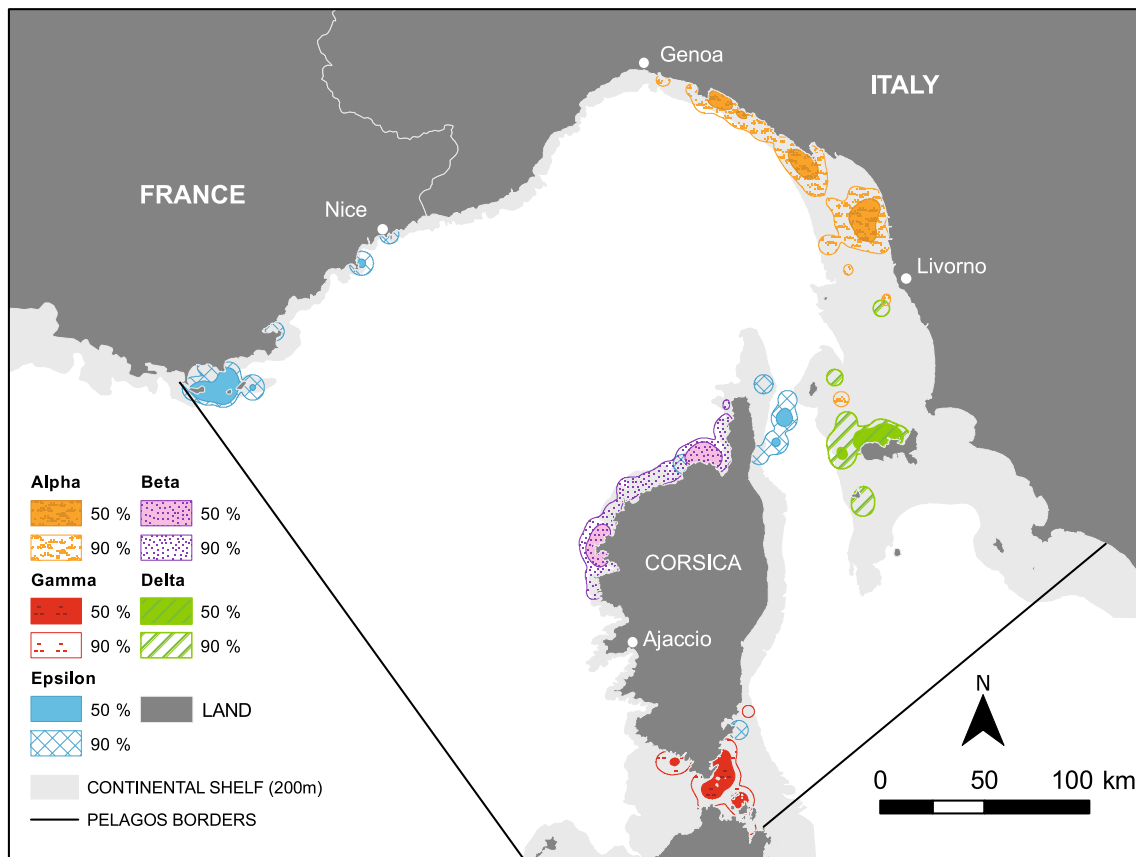 Genoa
ITALY
FRANCE
Nice
Livorno
Alpha Beta
50 % 50 %
90 % 90 %
CORSICA
Gamma Delta
50 % 50 %
90 % 90 %
Ajaccio
Epsilon
50 % LAND
90 %
N
CONTINENTAL SHELF (200m)
0 50 100 km
PELAGOS BORDERS